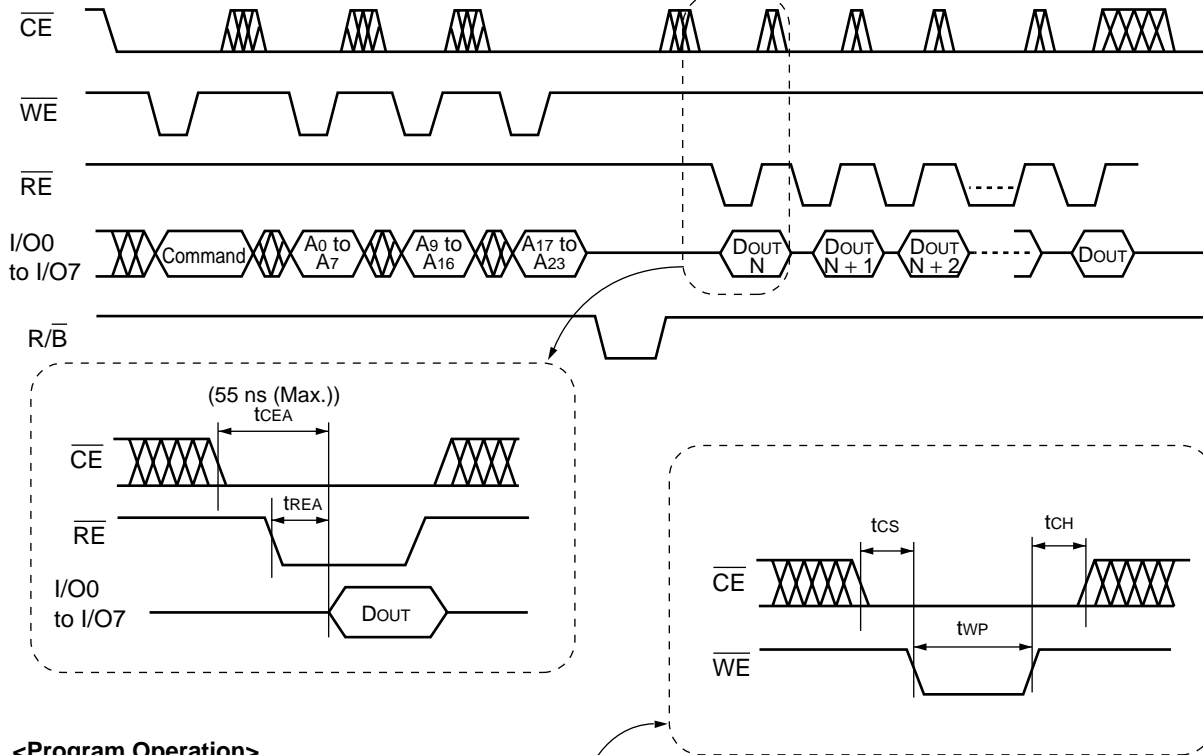 CE
WE
RE
I/O0
to I/O7
Command
A0 to
A7
A9 to
A16
A17 to
A23
DOUT
N
DOUT
N + 1
DOUT
N + 2
DOUT
R/B
(55 ns (Max.))
tCEA
CE
tREA
RE
I/O0
to I/O7
DOUT
tCS
tCH
CE
tWP
WE
<Program Operation>